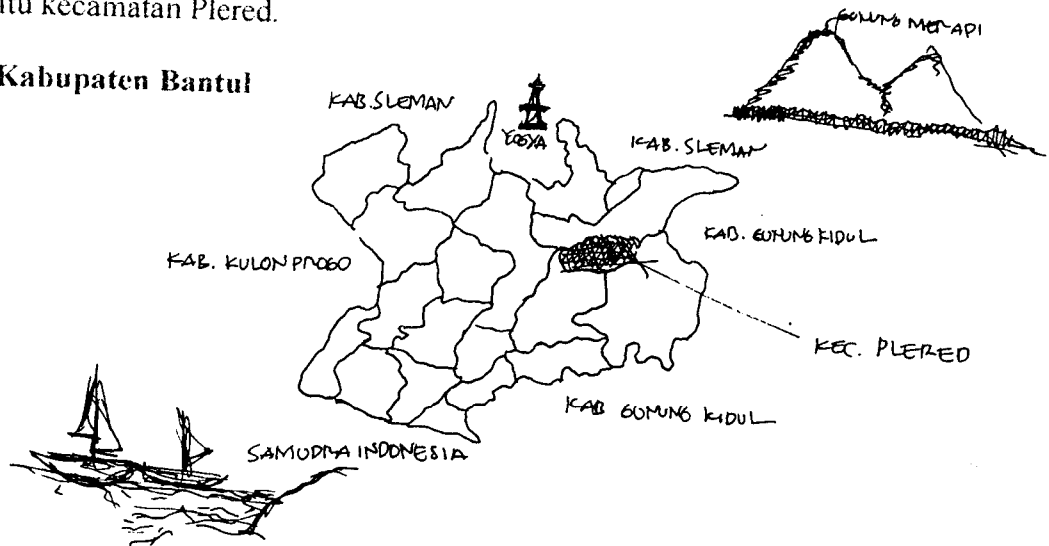 atu kecamatan Plered.
Kabupaten Bantul
GUNUNG MERAPI
KAB. SLEMAN
YOGYA
KAB. SLEMAN
KAB. GUNUNG KIDUL
KAB. KULON PROGO
KEC. PLERED
KAB GUNUNG KIDUL
SAMUDRA INDONESIA